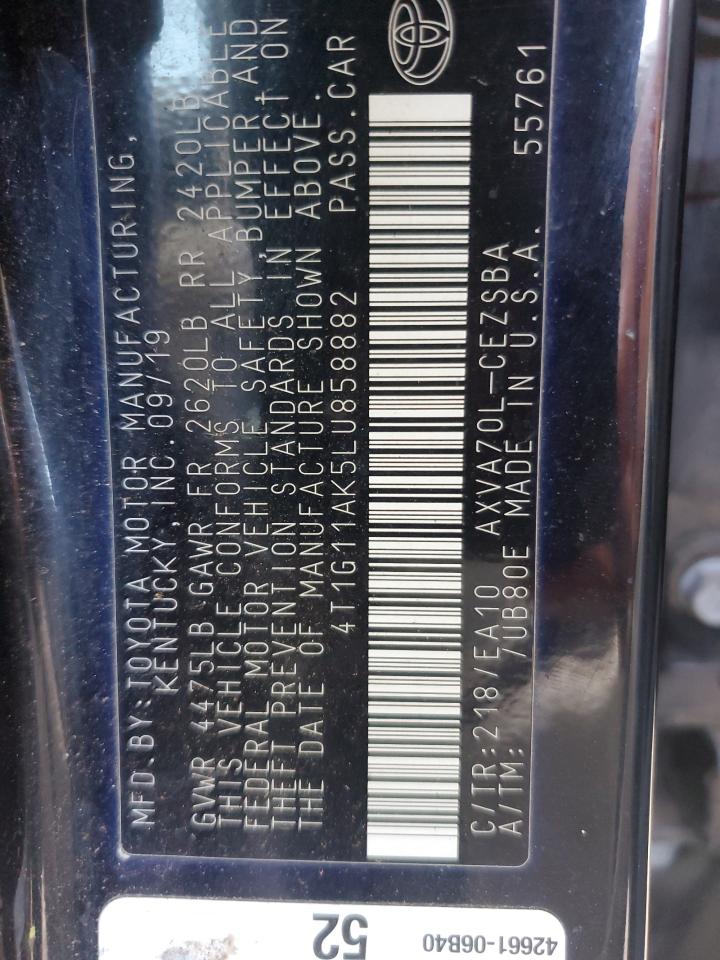 MFD.BY:TOYOTA MOTOR MANUFACTURING,
KENTUCKY,INC.09/19
GVWR 4475LB GAWR FR 2620LB RR 2420LB
THIS VEHICLE CONFORMS TO ALL APPLICABLE
FEDERAL MOTOR VEHICLE SAFETY, BUMPER AND
THEFT PREVENTION STANDARDS IN EFFECT ON
THE DATE OF MANUFACTURE SHOWN ABOVE.
4T1G11AK5LU858882 PASS.CAR
C/TR:218/EA10 AXVA70L-CEZSBA
A/TM: /UB80E MADE IN U.S.A. 55761
52
42661-06B40